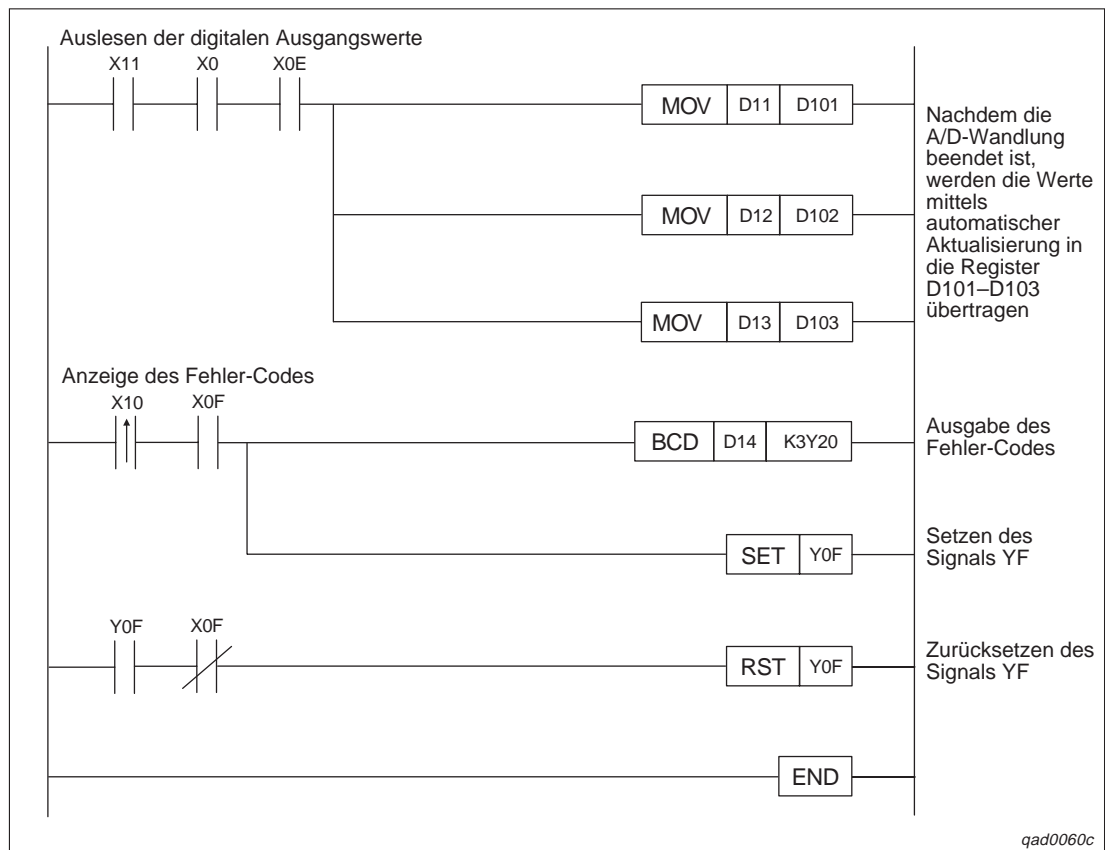 Auslesen der digitalen Ausgangswerte
X11 X0 X0E
MOV D11 D101
Nachdem die
A/D-Wandlung
beendet ist,
werden die Werte
mittels
automatischer
Aktualisierung in
die Register
D101–D103
übertragen
MOV D12 D102
MOV D13 D103
Anzeige des Fehler-Codes
X10 X0F
BCD D14 K3Y20
Ausgabe des
Fehler-Codes
SET Y0F
Setzen des
Signals YF
Y0F X0F
RST Y0F
Zurücksetzen des
Signals YF
END
qad0060c